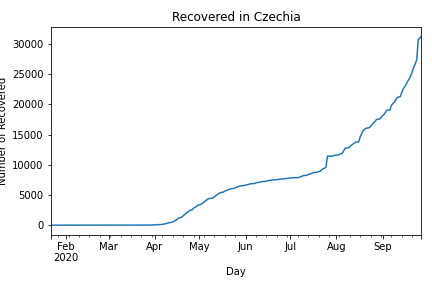 Recovered in Czechia
Number of Recovered
30000
25000
20000
15000
10000
5000
0
Feb Mar Apr May Jun Jul Aug Sep
2020
Day